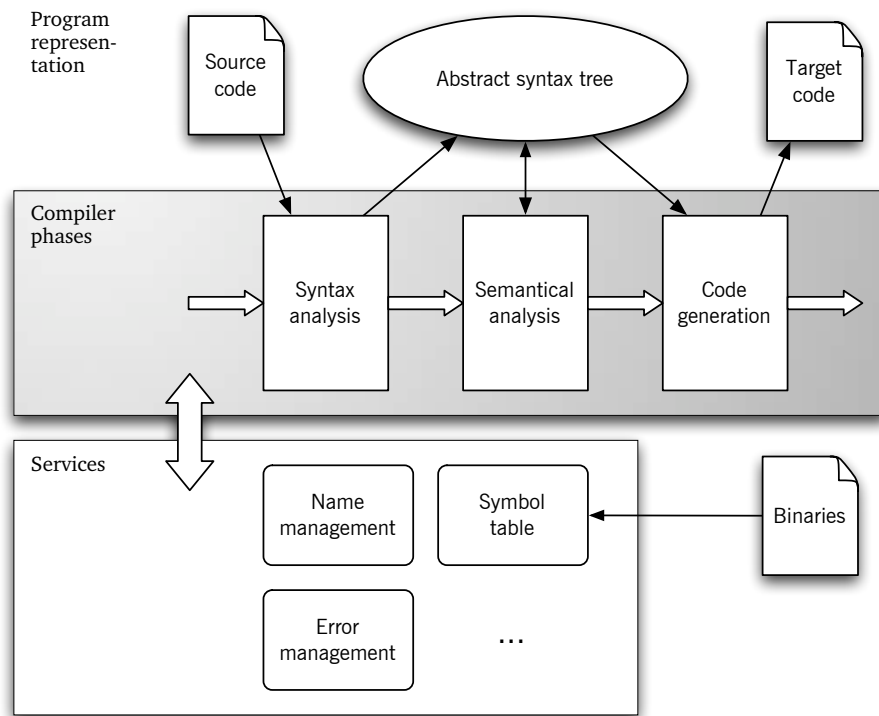 Program
represen-
tation
Source
code
Abstract syntax tree
Target
code
Compiler
phases
Syntax
analysis
Semantical
analysis
Code
generation
Services
Name
management
Symbol
table
Binaries
Error
management
...